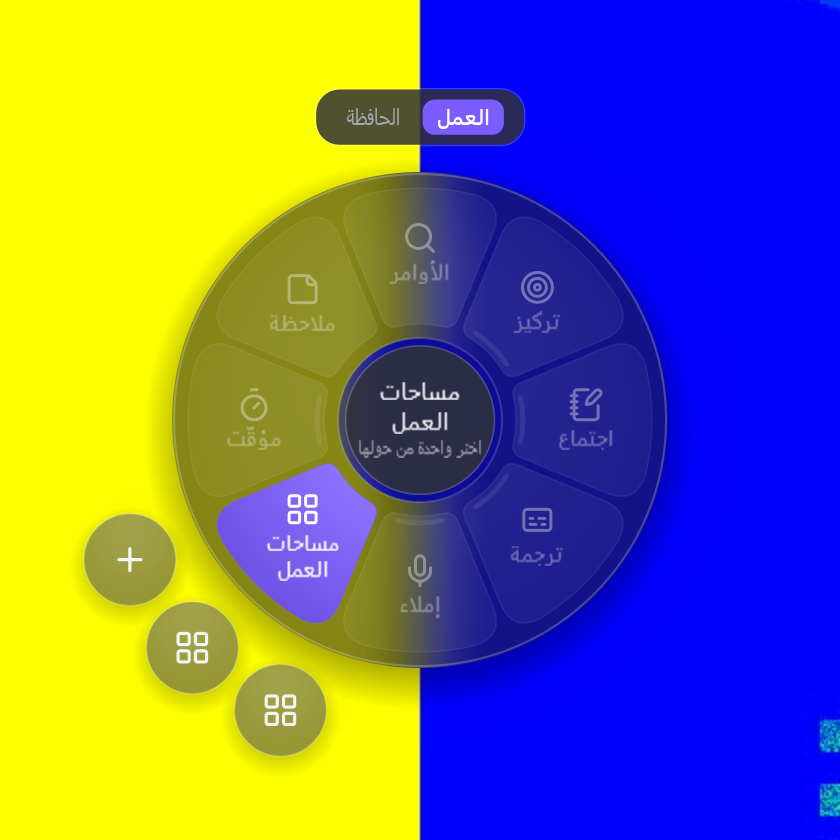 العمل
الحافظة
الأوامر
تركيز
ملاحظة
مساحات
العمل
اختر واحدة من حولها
اجتماع
مؤقّت
مساحات
العمل
ترجمة
إملاء